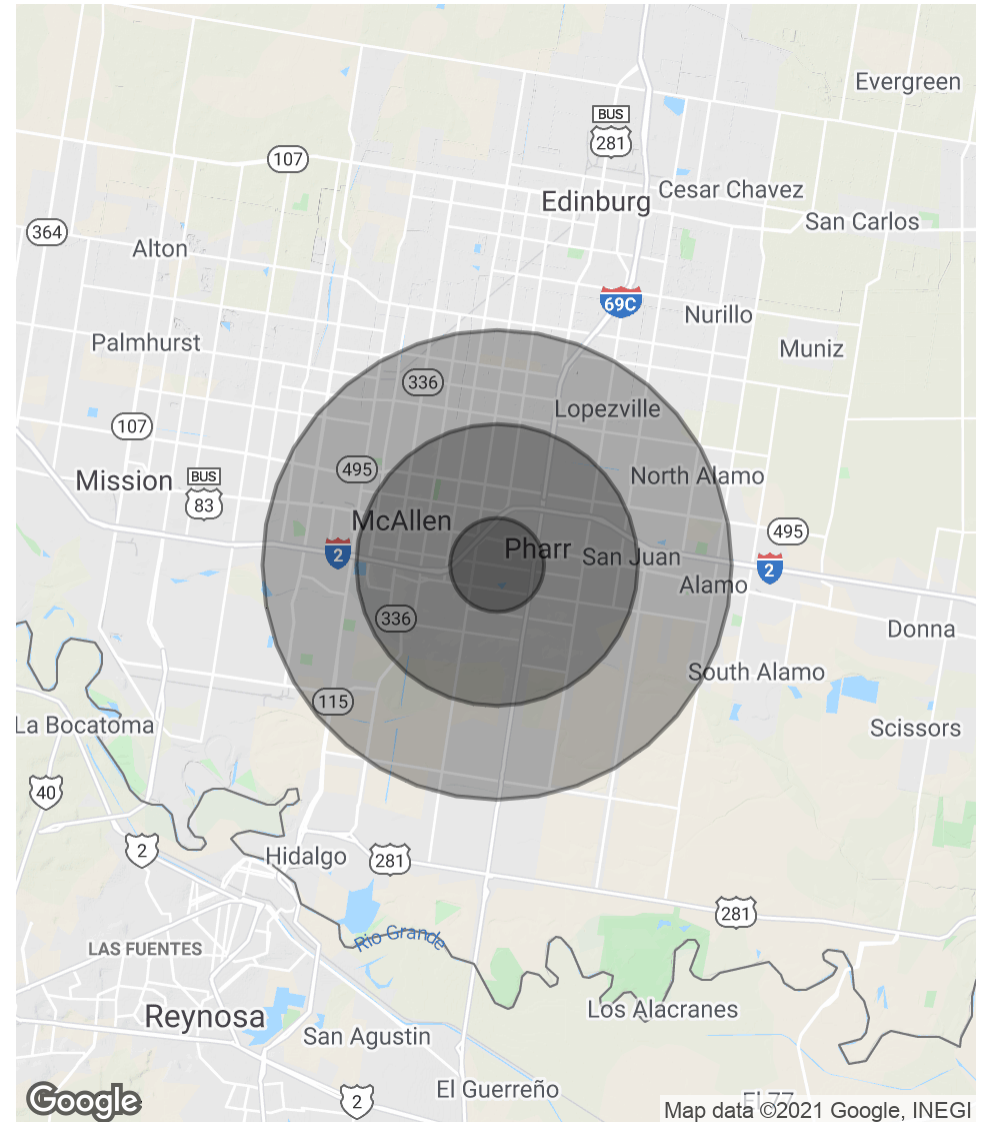 Evergreen
BUS
281
107
Cesar Chavez
Edinburg
San Carlos
364
Alton
69C
Nurillo
Palmhurst
Muniz
336
Lopezville
107
495
North Alamo
Mission
BUS
83
McAllen
495
Pharr
2
San Juan
2
Alamo
336
Donna
South Alamo
115
La Bocatoma
Scissors
40
2
Hidalgo
281
281
Rio Grande
LAS FUENTES
Los Alacranes
Reynosa
San Agustin
El Guerreño
El 77
2
Google
Map data ©2021 Google, INEGI